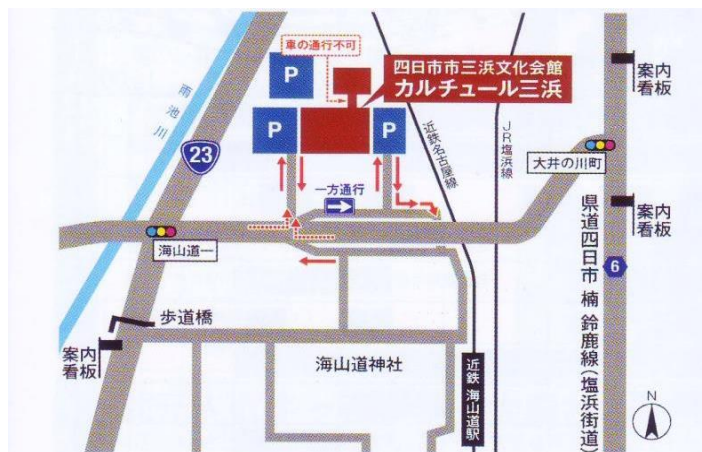 車の通行不可
P
四日市市三浜文化会館
カルチュール三浜
案内
看板
雨池川
23
P
P
近鉄名古屋線
JR塩浜線
大井の川町
一方通行
案内
看板
海山道一
県道四日市 楠 鈴鹿線(塩浜街道)
6
歩道橋
案内
看板
海山道神社
近鉄 海山道駅
N